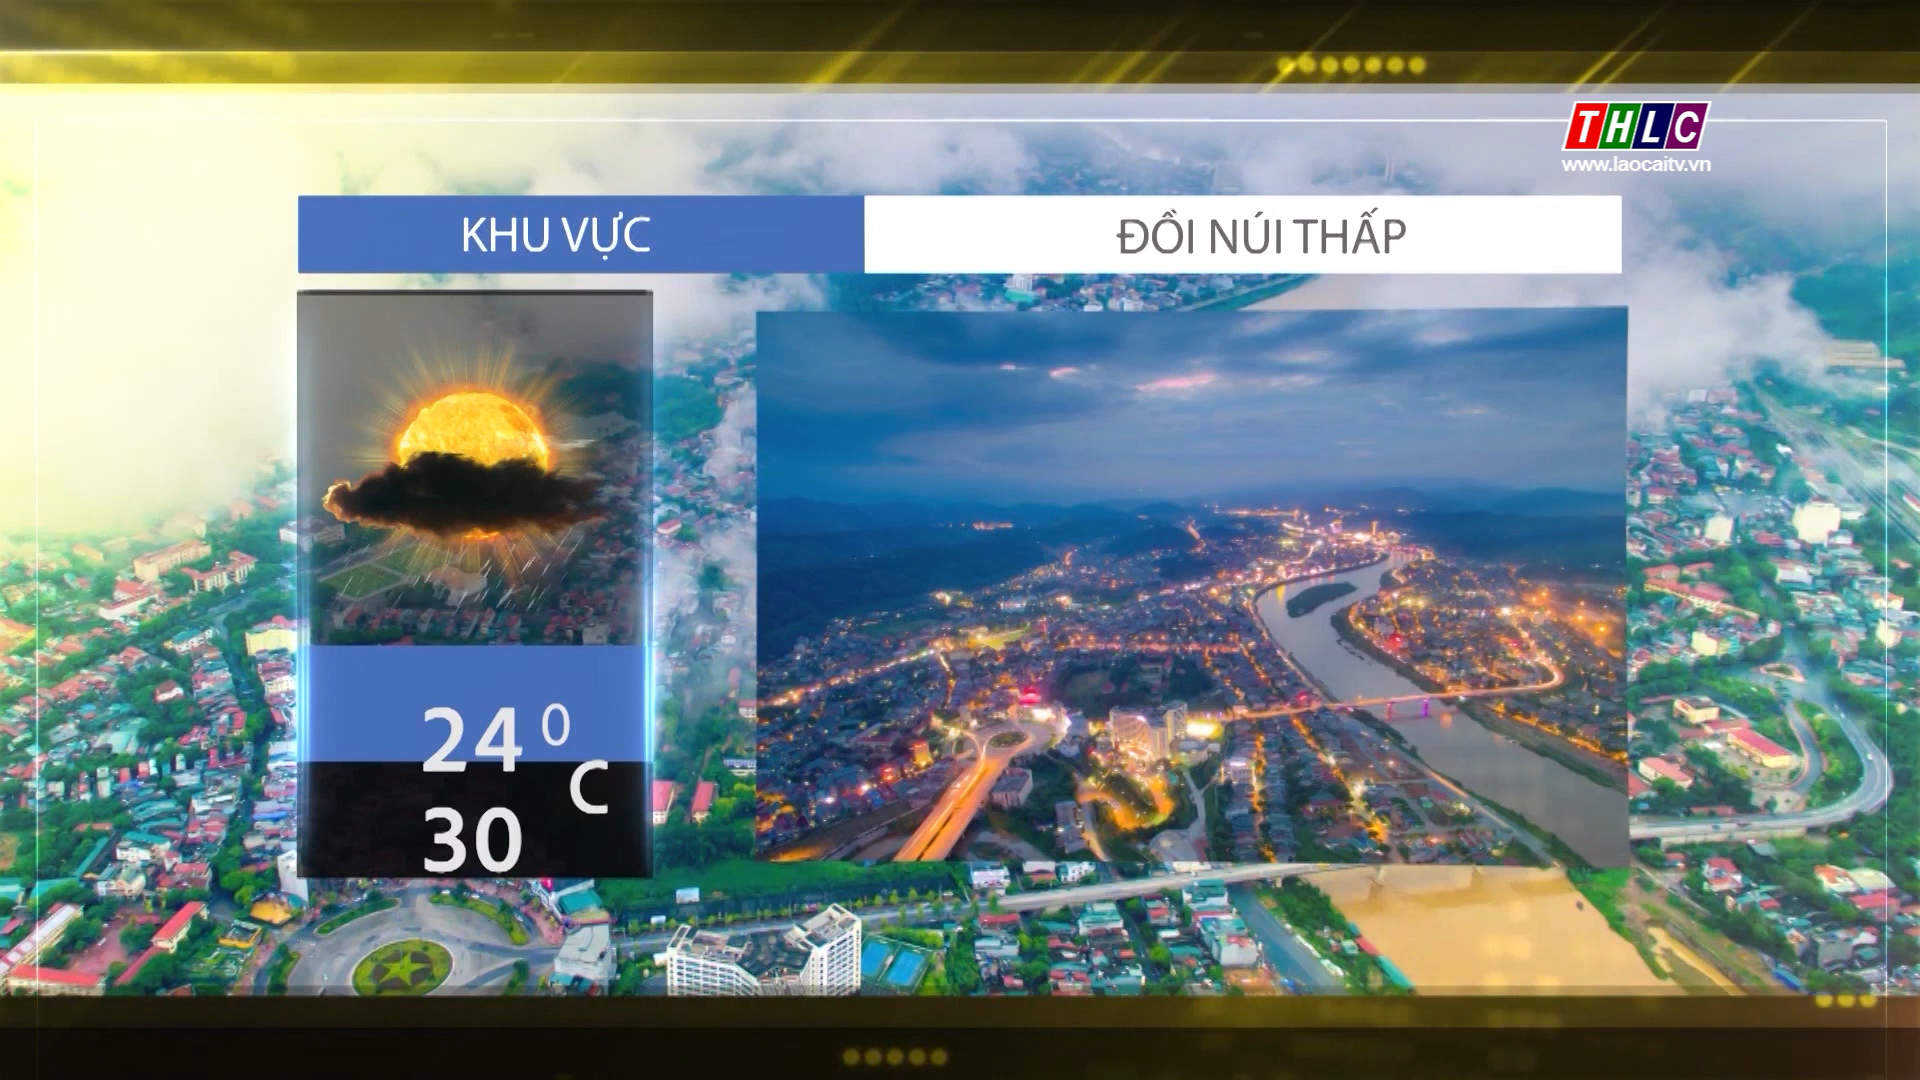 THLC
www.laocaitv.vn
KHU VỰC
ĐỒI NÚI THẤP
24 0
C
30